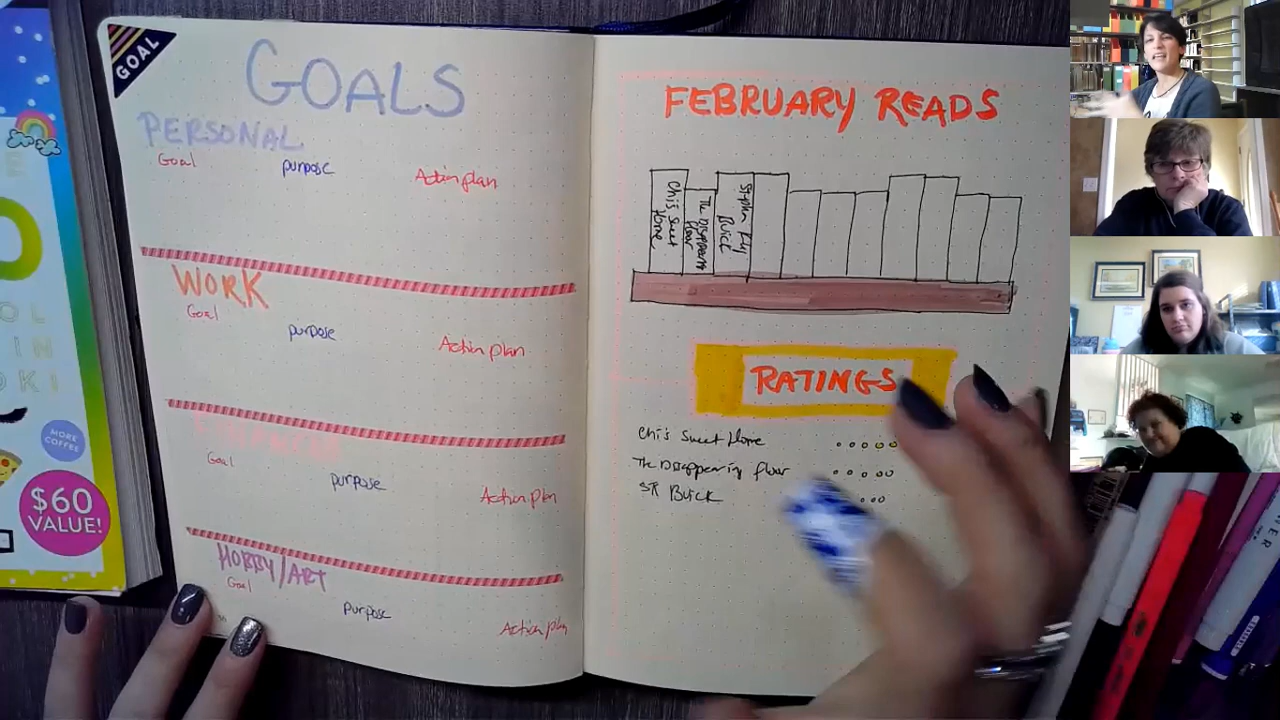 GOAL
GOALS
PERSONAL
Goal purpose Action plan
WORK
Goal purpose Action plan
Goal purpose Action plan
HOBBY/ART
Goal purpose Action plan
FEBRUARY READS
Chi's Sweet Home
The Disappearing floor
Buick
RATINGS
Chi's Sweet Home
The Disappearing floor
SK Buick
MORE COFFEE
$60 VALUE!